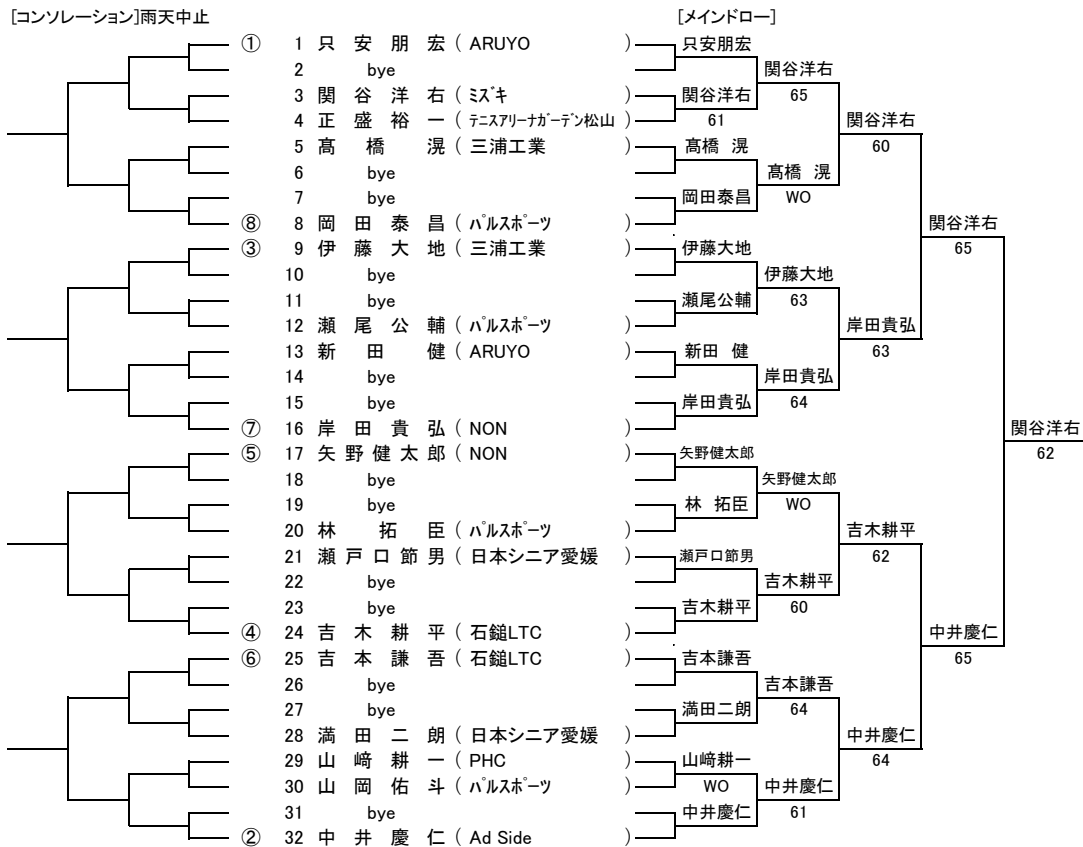 [コンソレーション]雨天中止
[メインドロー]
① 1 只 安 朋 宏 ( ARUYO ) 只安朋宏
2 bye 関谷洋右
3 関 谷 洋 右 ( ミズキ ) 関谷洋右 65
4 正 盛 裕 一 ( テニスアリーナガーデン松山 ) 61 関谷洋右
5 髙 橋 滉 ( 三浦工業 ) 髙橋 滉 60
6 bye 髙橋 滉
7 bye 岡田泰昌 WO
⑧ 8 岡 田 泰 昌 ( パルスポーツ ) 関谷洋右
③ 9 伊 藤 大 地 ( 三浦工業 ) 伊藤大地 65
10 bye 伊藤大地
11 bye 瀬尾公輔 63
12 瀬 尾 公 輔 ( パルスポーツ ) 岸田貴弘
13 新 田 健 ( ARUYO ) 新田 健 63
14 bye 岸田貴弘
15 bye 岸田貴弘 64
⑦ 16 岸 田 貴 弘 ( NON ) 関谷洋右
⑤ 17 矢 野 健 太 郎 ( NON ) 矢野健太郎 62
18 bye 矢野健太郎
19 bye 林 拓臣 WO
20 林 拓 臣 ( パルスポーツ ) 吉木耕平
21 瀬 戸 口 節 男 ( 日本シニア愛媛 ) 瀬戸口節男 62
22 bye 吉木耕平
23 bye 吉木耕平 60
④ 24 吉 木 耕 平 ( 石鎚LTC ) 中井慶仁
⑥ 25 吉 本 謙 吾 ( 石鎚LTC ) 吉本謙吾 65
26 bye 吉本謙吾
27 bye 満田二朗 64
28 満 田 二 朗 ( 日本シニア愛媛 ) 中井慶仁
29 山 﨑 耕 一 ( PHC ) 山﨑耕一 64
30 山 岡 佑 斗 ( パルスポーツ ) WO 中井慶仁
31 bye 中井慶仁 61
② 32 中 井 慶 仁 ( Ad Side )